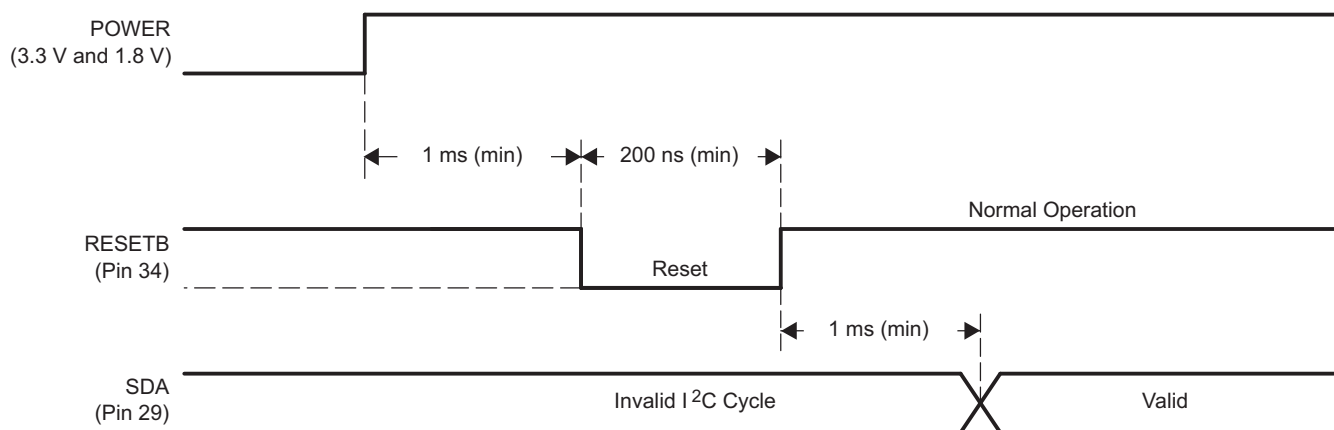 POWER
(3.3 V and 1.8 V)
1 ms (min)
200 ns (min)
Normal Operation
RESETB
(Pin 34)
Reset
1 ms (min)
SDA
(Pin 29)
Invalid I²C Cycle
Valid